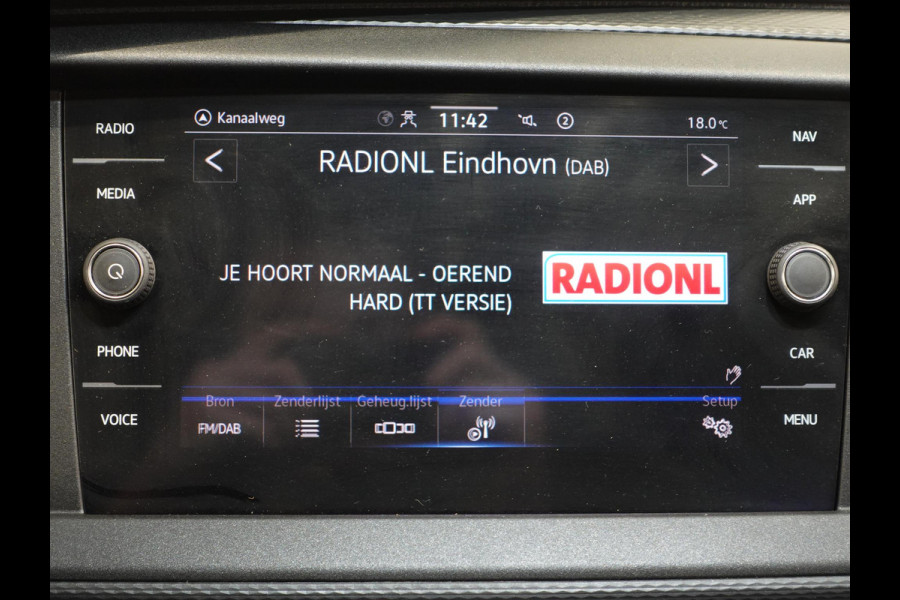 Kanaalweg 11:42 2 18.0°C
RADIO
MEDIA
PHONE
VOICE
< RADIONL Eindhovn (DAB) >
JE HOORT NORMAAL - OEREND
HARD (TT VERSIE)
RADIONL
Bron Zenderlijst Geheug.lijst Zender Setup
FM/DAB
NAV
APP
CAR
MENU